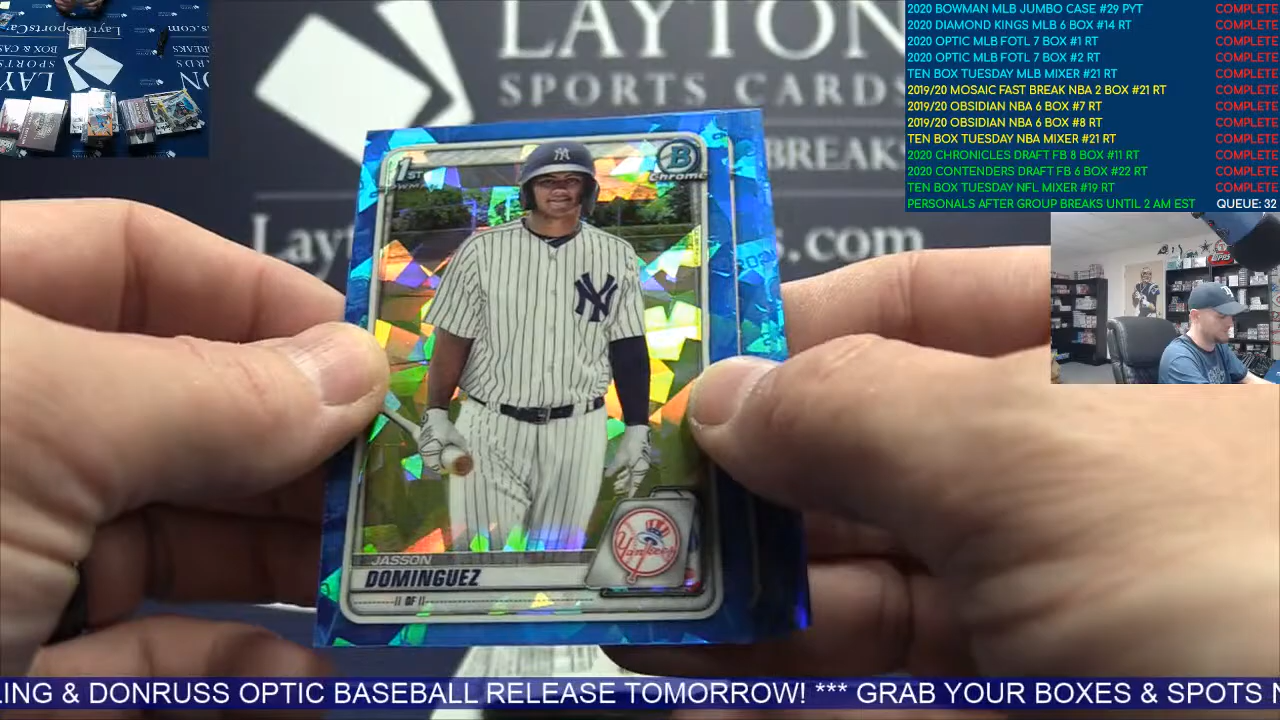 LAYTON
SPORTS CARDS
BREAKS
Layt
s.com
LAYTON
2020 BOWMAN MLB JUMBO CASE #29 PYT COMPLETE
2020 DIAMOND KINGS MLB 6 BOX #14 RT COMPLETE
2020 OPTIC MLB FOTL 7 BOX #1 RT COMPLETE
2020 OPTIC MLB FOTL 7 BOX #2 RT COMPLETE
TEN BOX TUESDAY MLB MIXER #21 RT COMPLETE
2019/20 MOSAIC FAST BREAK NBA 2 BOX #21 RT COMPLETE
2019/20 OBSIDIAN NBA 6 BOX #7 RT COMPLETE
2019/20 OBSIDIAN NBA 6 BOX #8 RT COMPLETE
TEN BOX TUESDAY NBA MIXER #21 RT COMPLETE
2020 CHRONICLES DRAFT FB 8 BOX #11 RT COMPLETE
2020 CONTENDERS DRAFT FB 6 BOX #22 RT COMPLETE
TEN BOX TUESDAY NFL MIXER #19 RT COMPLETE
PERSONALS AFTER GROUP BREAKS UNTIL 2 AM EST QUEUE: 32
1ST
B
Chrome
NY
Yankees
JASSON
DOMINGUEZ
OF
LING & DONRUSS OPTIC BASEBALL RELEASE TOMORROW! *** GRAB YOUR BOXES & SPOTS N